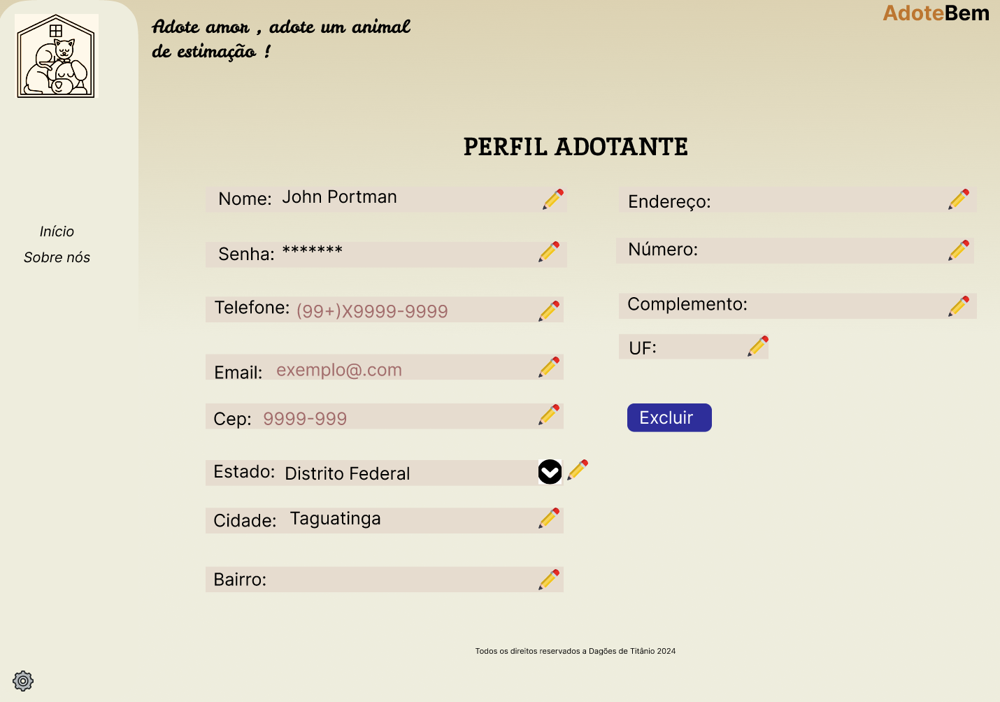 Adote amor , adote um animal
de estimação !
AdoteBem
Início
Sobre nós
PERFIL ADOTANTE
Nome: John Portman
Senha: *******
Telefone: (99+)X9999-9999
Email: exemplo@.com
Cep: 9999-999
Estado: Distrito Federal
Cidade: Taguatinga
Bairro:
Endereço:
Número:
Complemento:
UF:
Excluir
Todos os direitos reservados a Dagões de Titânio 2024